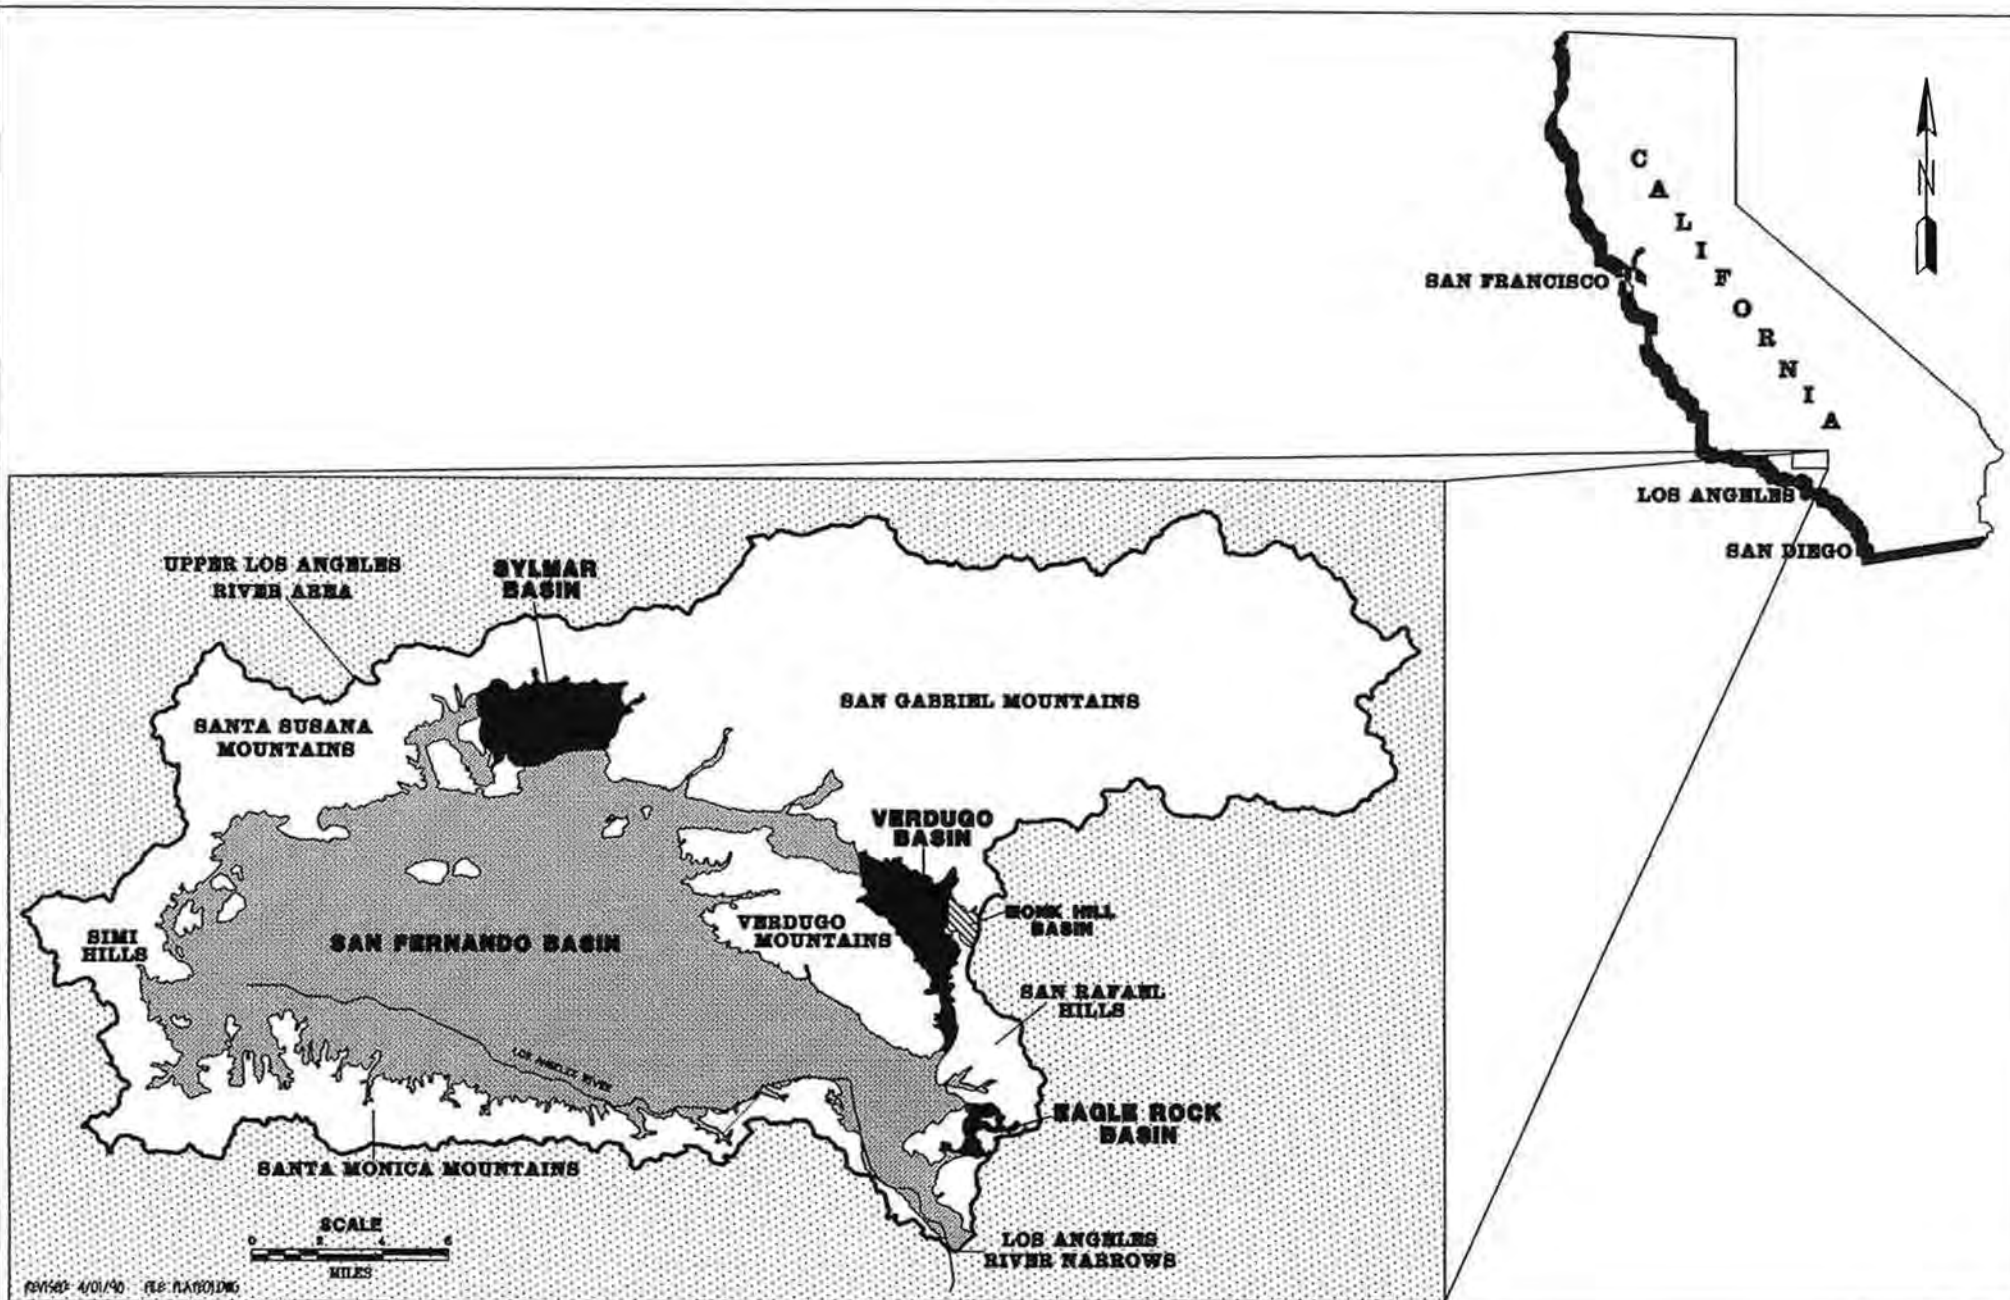 CALIFORNIA
N
SAN FRANCISCO
LOS ANGELES
SAN DIEGO
UPPER LOS ANGELES
RIVER AREA
SYLMAR
BASIN
SANTA SUSANA
MOUNTAINS
SAN GABRIEL MOUNTAINS
VERDUGO
BASIN
MONK HILL
BASIN
SIMI
HILLS
SAN FERNANDO BASIN
VERDUGO
MOUNTAINS
SAN RAFAEL
HILLS
LOS ANGELES RIVER
EAGLE ROCK
BASIN
SANTA MONICA MOUNTAINS
SCALE
0 2 4 6
MILES
LOS ANGELES
RIVER NARROWS
REVISED: 4/01/90 FILE: